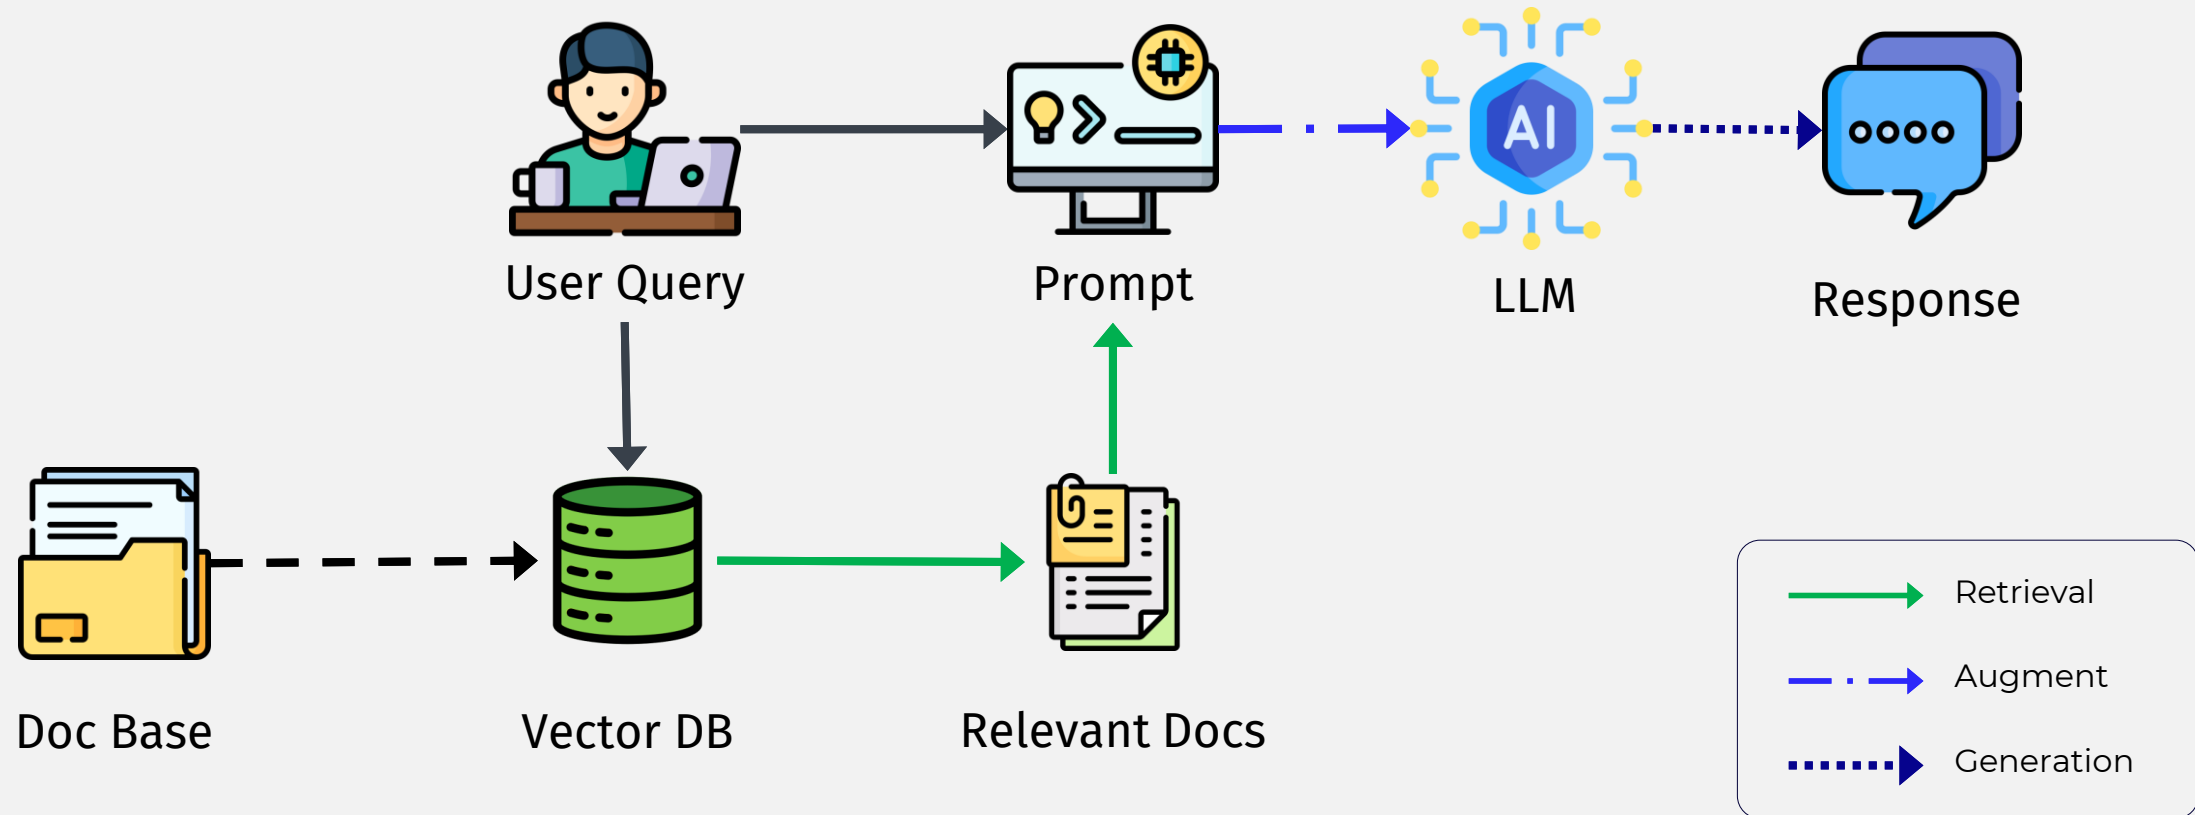 AI
User Query
Prompt
LLM
Response
Doc Base
Vector DB
Relevant Docs
Retrieval
Augment
Generation